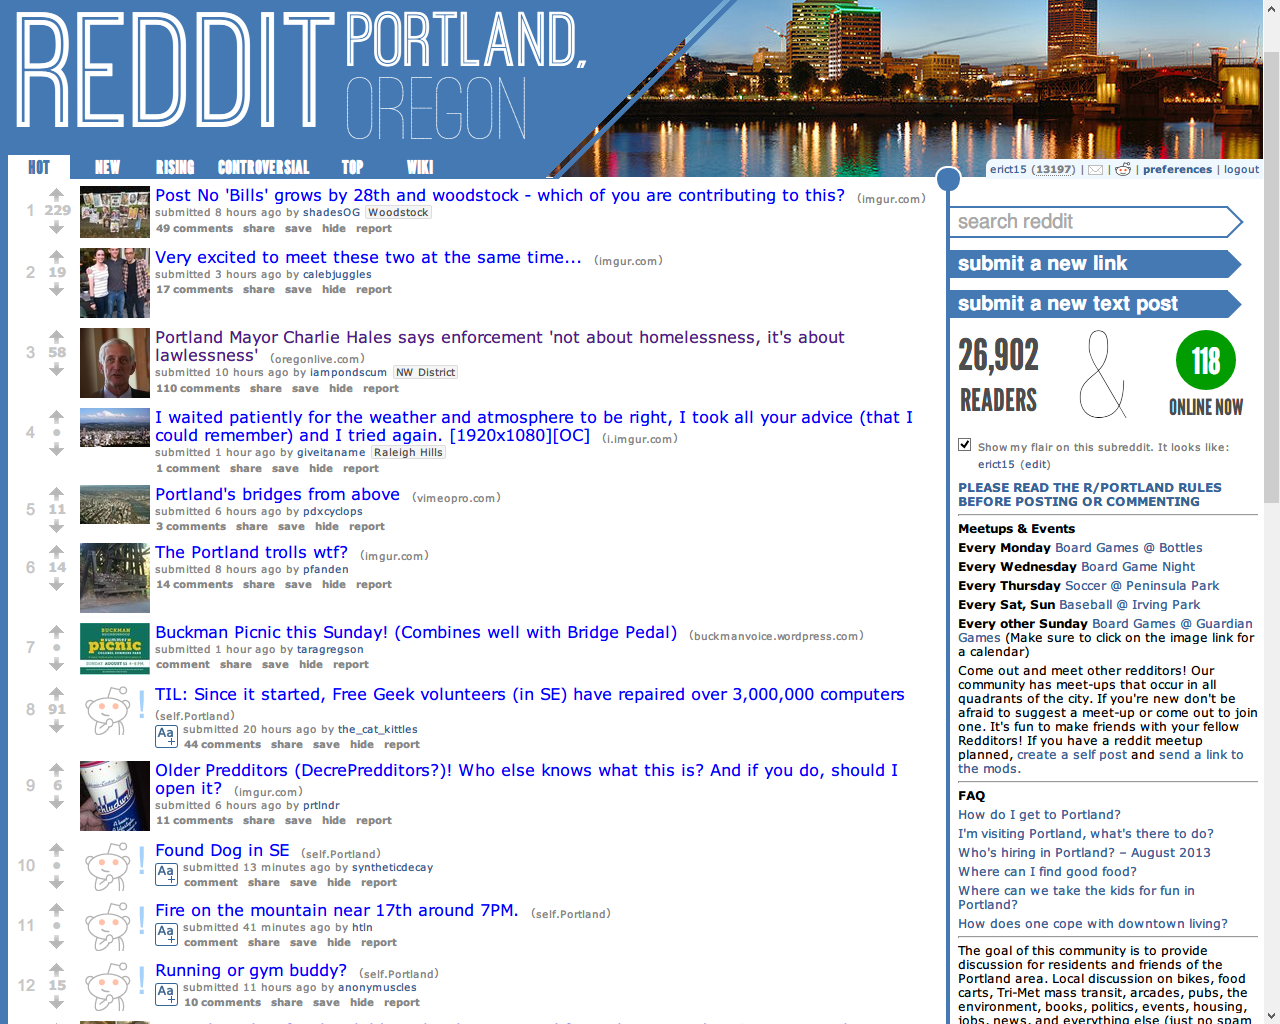 REDDIT PORTLAND,
OREGON
HOT NEW RISING CONTROVERSIAL TOP WIKI
erict15 (13197) | | | preferences | logout
1 229 Post No 'Bills' grows by 28th and woodstock - which of you are contributing to this? (imgur.com)
submitted 8 hours ago by shadesOG Woodstock
49 comments share save hide report
2 19 Very excited to meet these two at the same time... (imgur.com)
submitted 3 hours ago by calebjuggles
17 comments share save hide report
3 58 Portland Mayor Charlie Hales says enforcement 'not about homelessness, it's about
lawlessness' (oregonlive.com)
submitted 10 hours ago by iampondscum NW District
110 comments share save hide report
4 • I waited patiently for the weather and atmosphere to be right, I took all your advice (that I
could remember) and I tried again. [1920x1080][OC] (i.imgur.com)
submitted 1 hour ago by giveitaname Raleigh Hills
1 comment share save hide report
5 11 Portland's bridges from above (vimeopro.com)
submitted 6 hours ago by pdxcyclops
3 comments share save hide report
6 14 The Portland trolls wtf? (imgur.com)
submitted 8 hours ago by pfanden
14 comments share save hide report
BUCKMAN
summer
picnic
SUNDAY AUGUST 11
7 • Buckman Picnic this Sunday! (Combines well with Bridge Pedal) (buckmanvoice.wordpress.com)
submitted 1 hour ago by taragregson
comment share save hide report
8 91 TIL: Since it started, Free Geek volunteers (in SE) have repaired over 3,000,000 computers
(self.Portland)
Aa+ submitted 20 hours ago by the_cat_kittles
44 comments share save hide report
9 6 Older Predditors (DecrePredditors?)! Who else knows what this is? And if you do, should I
open it? (imgur.com)
submitted 6 hours ago by prtlndr
11 comments share save hide report
10 • Found Dog in SE (self.Portland)
Aa+ submitted 13 minutes ago by syntheticdecay
comment share save hide report
11 • Fire on the mountain near 17th around 7PM. (self.Portland)
Aa+ submitted 41 minutes ago by htln
comment share save hide report
12 15 Running or gym buddy? (self.Portland)
Aa+ submitted 11 hours ago by anonymuscles
10 comments share save hide report
search reddit
submit a new link
submit a new text post
26,902 READERS
&
118 ONLINE NOW
Show my flair on this subreddit. It looks like:
erict15 (edit)
PLEASE READ THE R/PORTLAND RULES
BEFORE POSTING OR COMMENTING
Meetups & Events
Every Monday Board Games @ Bottles
Every Wednesday Board Game Night
Every Thursday Soccer @ Peninsula Park
Every Sat, Sun Baseball @ Irving Park
Every other Sunday Board Games @ Guardian
Games (Make sure to click on the image link for
a calendar)
Come out and meet other redditors! Our
community has meet-ups that occur in all
quadrants of the city. If you're new don't be
afraid to suggest a meet-up or come out to join
one. It's fun to make friends with your fellow
Redditors! If you have a reddit meetup
planned, create a self post and send a link to
the mods.
FAQ
How do I get to Portland?
I'm visiting Portland, what's there to do?
Who's hiring in Portland? – August 2013
Where can I find good food?
Where can we take the kids for fun in
Portland?
How does one cope with downtown living?
The goal of this community is to provide
discussion for residents and friends of the
Portland area. Local discussion on bikes, food
carts, Tri-Met mass transit, arcades, pubs, the
environment, books, politics, events, housing,
jobs, news, and everything else (just no spam